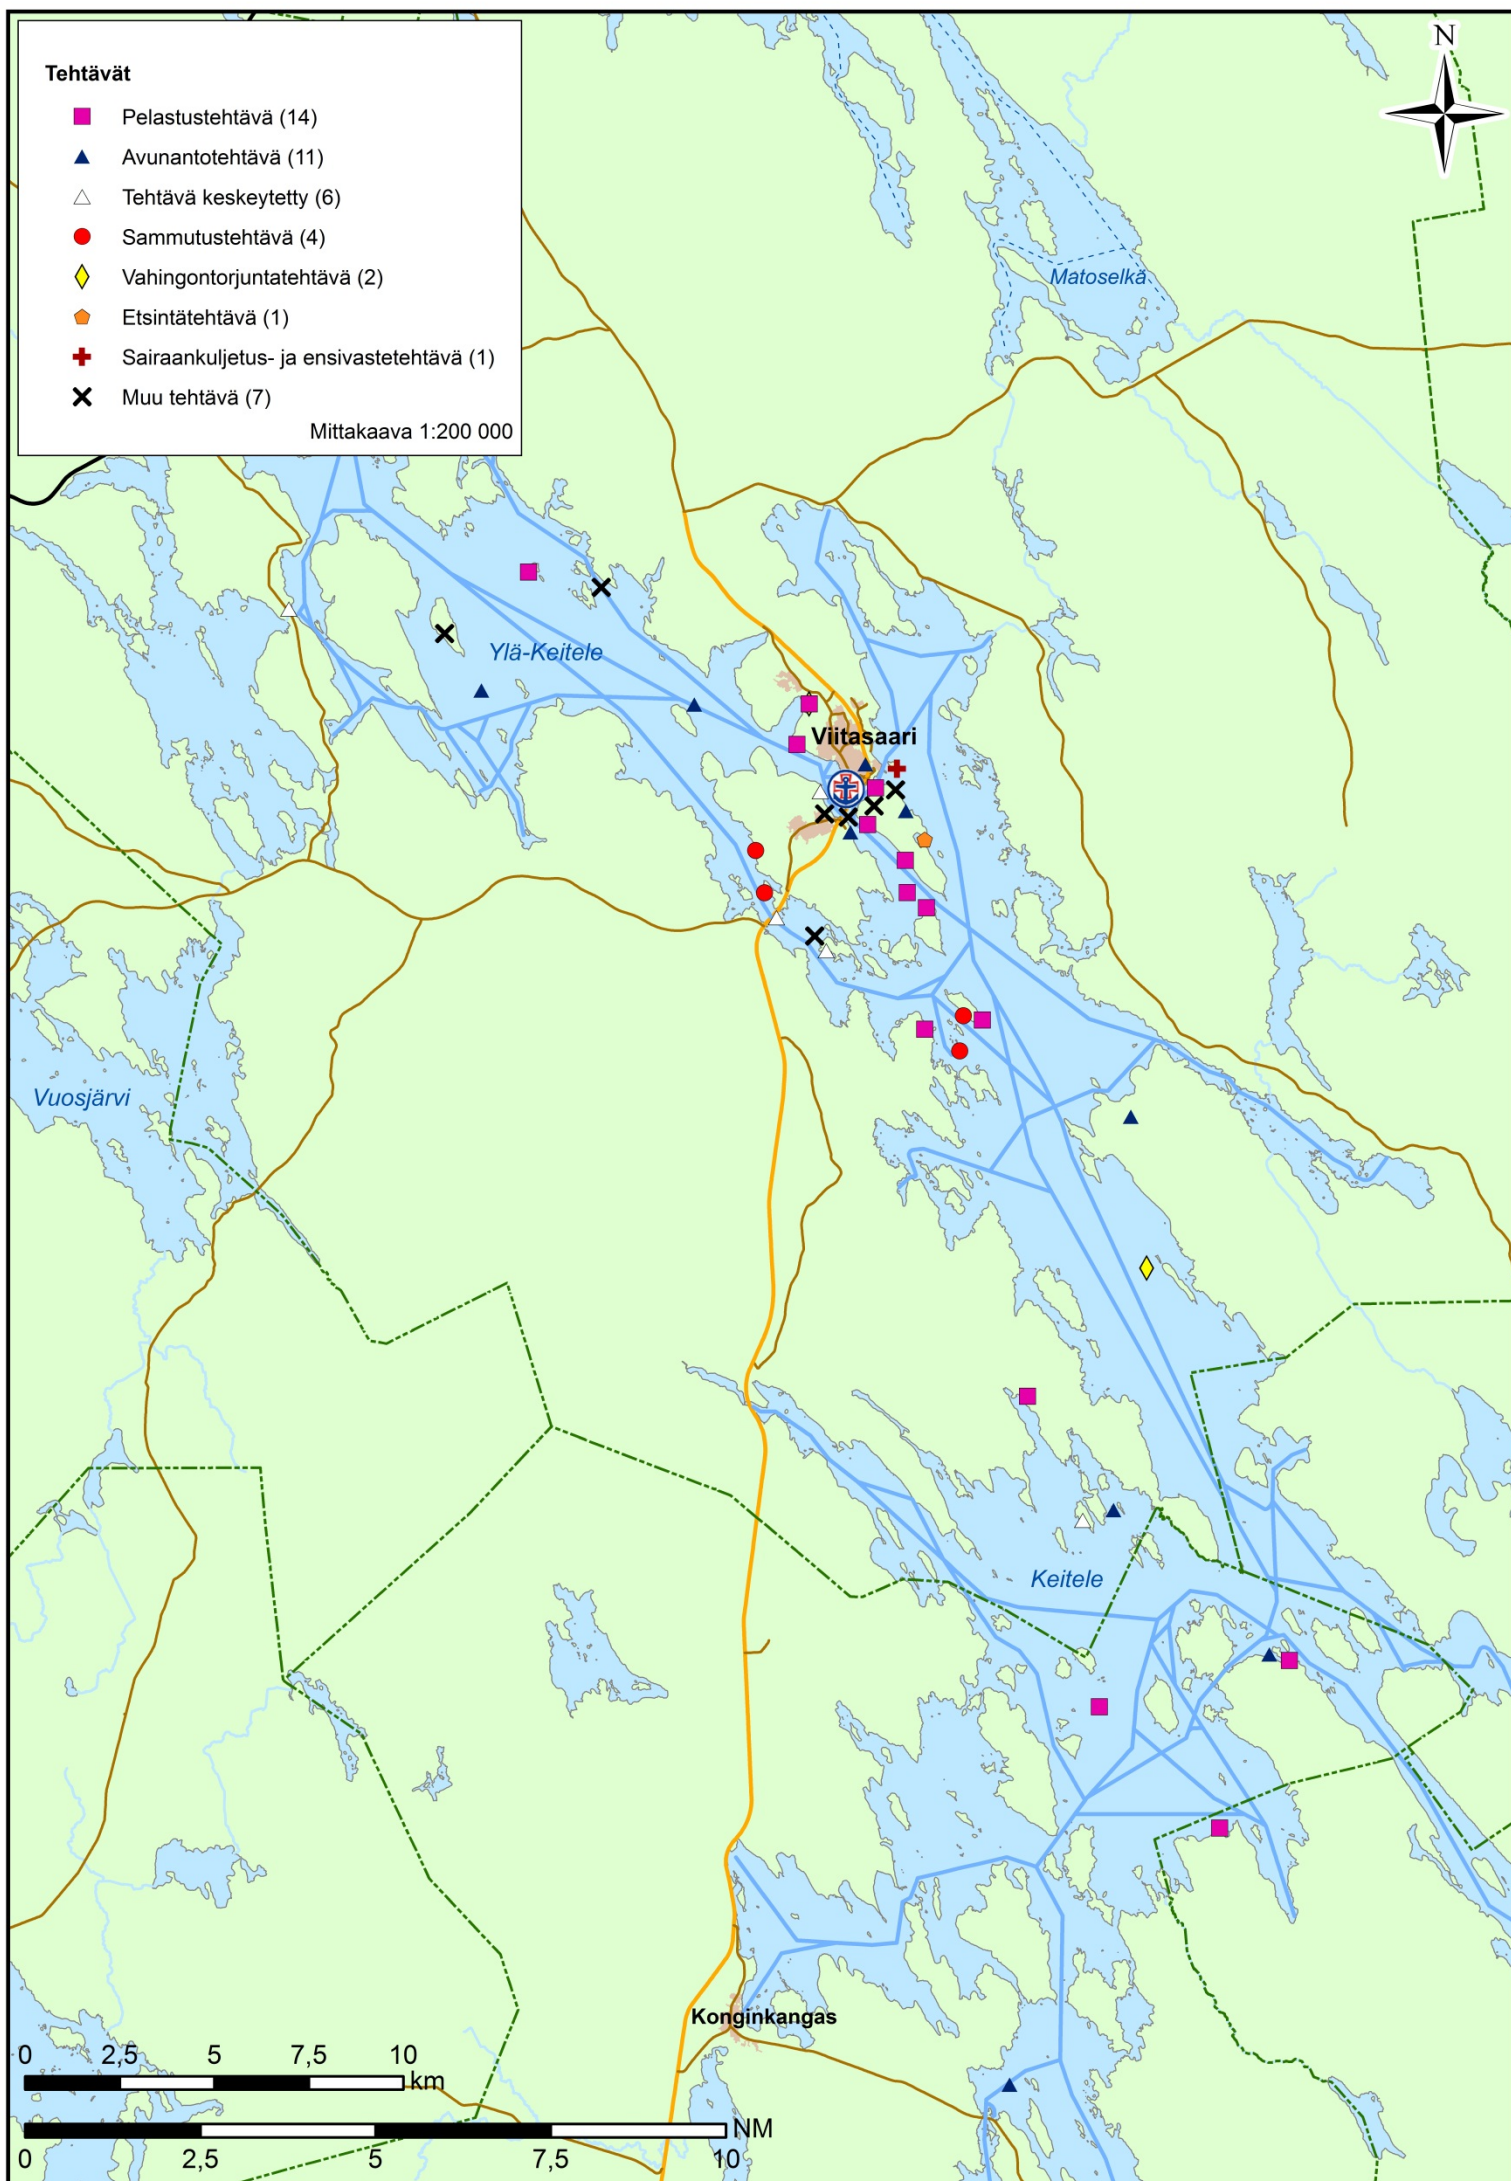 N
Tehtävät
Pelastustehtävä (14)
Avunantotehtävä (11)
Tehtävä keskeytetty (6)
Sammutustehtävä (4)
Vahingontorjuntatehtävä (2)
Etsintätehtävä (1)
Sairaankuljetus- ja ensivastetehtävä (1)
Muu tehtävä (7)
Mittakaava 1:200 000
Matoselkä
Ylä-Keitele
Viitasaari
Vuosjärvi
Keitele
Konginkangas
0 2,5 5 7,5 10
km
NM
0 2,5 5 7,5 10